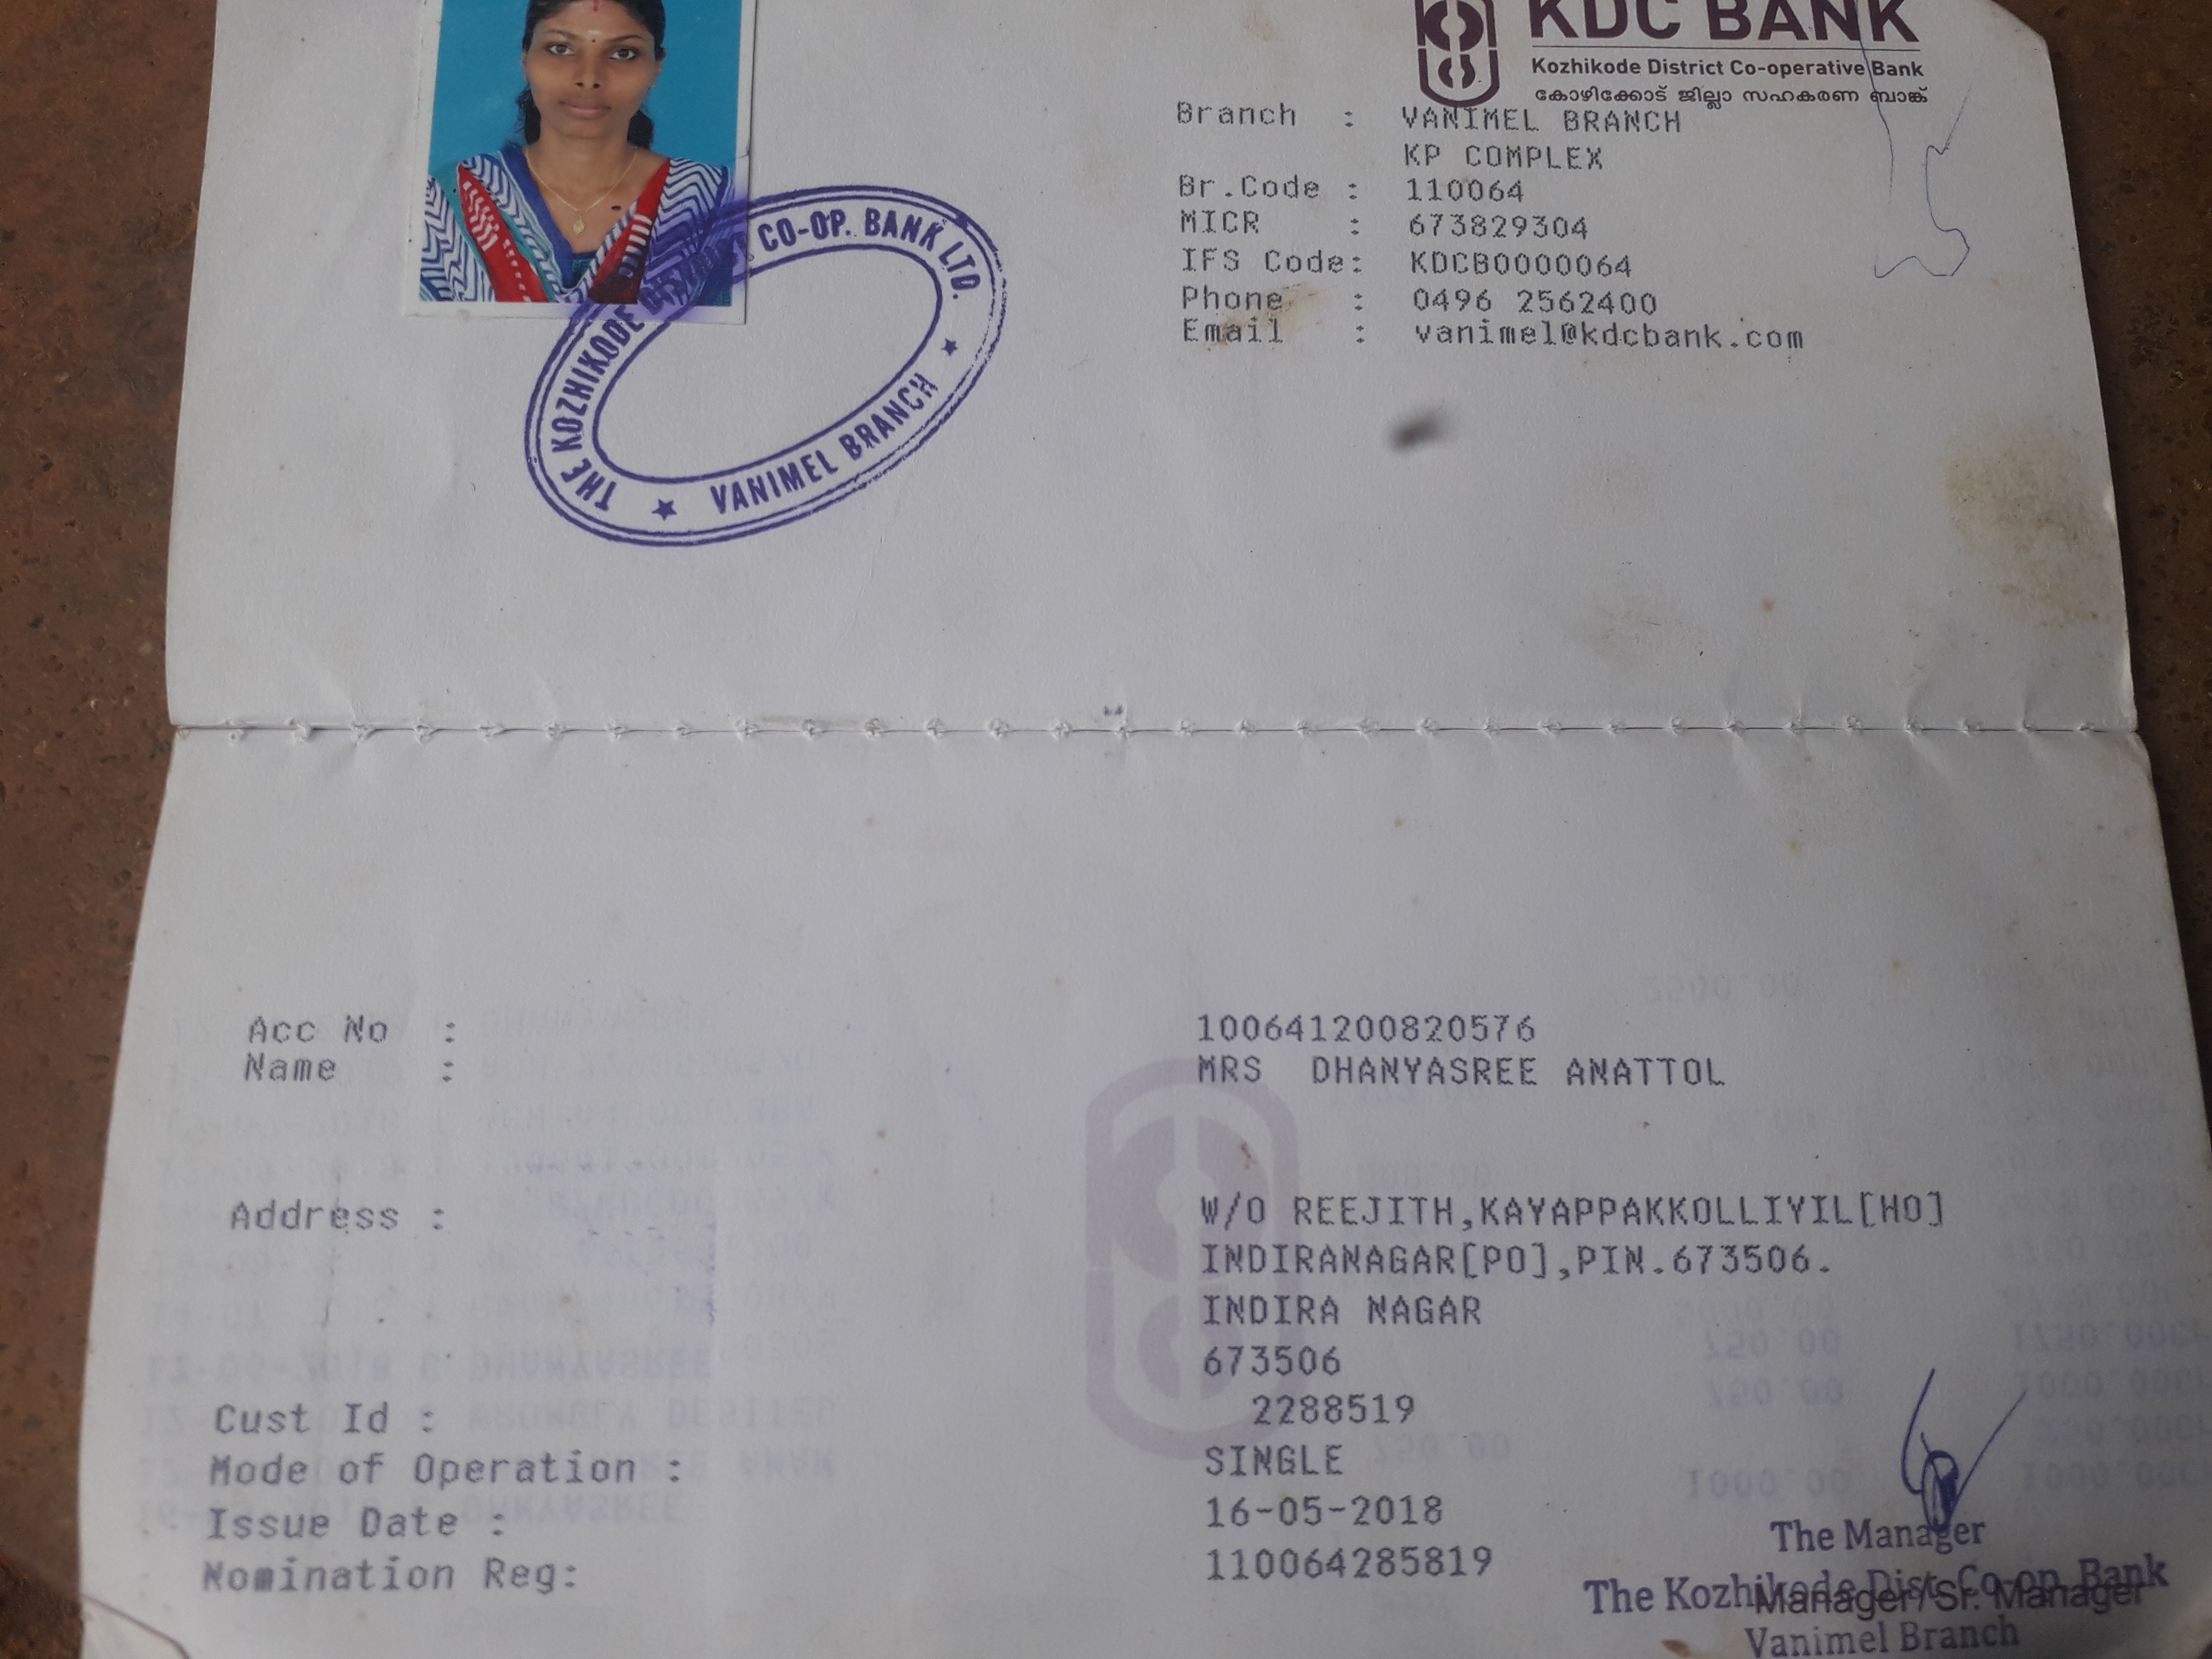 KDC BANK
Kozhikode District Co-operative Bank
കോഴിക്കോട് ജില്ലാ സഹകരണ ബാങ്ക്
Branch : VANIMEL BRANCH
KP COMPLEX
Br.Code : 110064
MICR : 673829304
IFS Code: KDCB0000064
Phone : 0496 2562400
Email : vanimel@kdcbank.com
THE KOZHIKODE CO-OP. BANK LTD.
★ VANIMEL BRANCH ★
Acc No : 100641200820576
Name : MRS DHANYASREE ANATTOL
Address : W/O REEJITH,KAYAPPAKKOLLIYIL[HO]
INDIRANAGAR[PO],PIN.673506.
INDIRA NAGAR
673506
Cust Id : 2288519
Mode of Operation : SINGLE
Issue Date : 16-05-2018
Nomination Reg: 110064285819
The Manager
The Kozhikode Dist. Co-op. Bank
Manager/Sr. Manager
Vanimel Branch